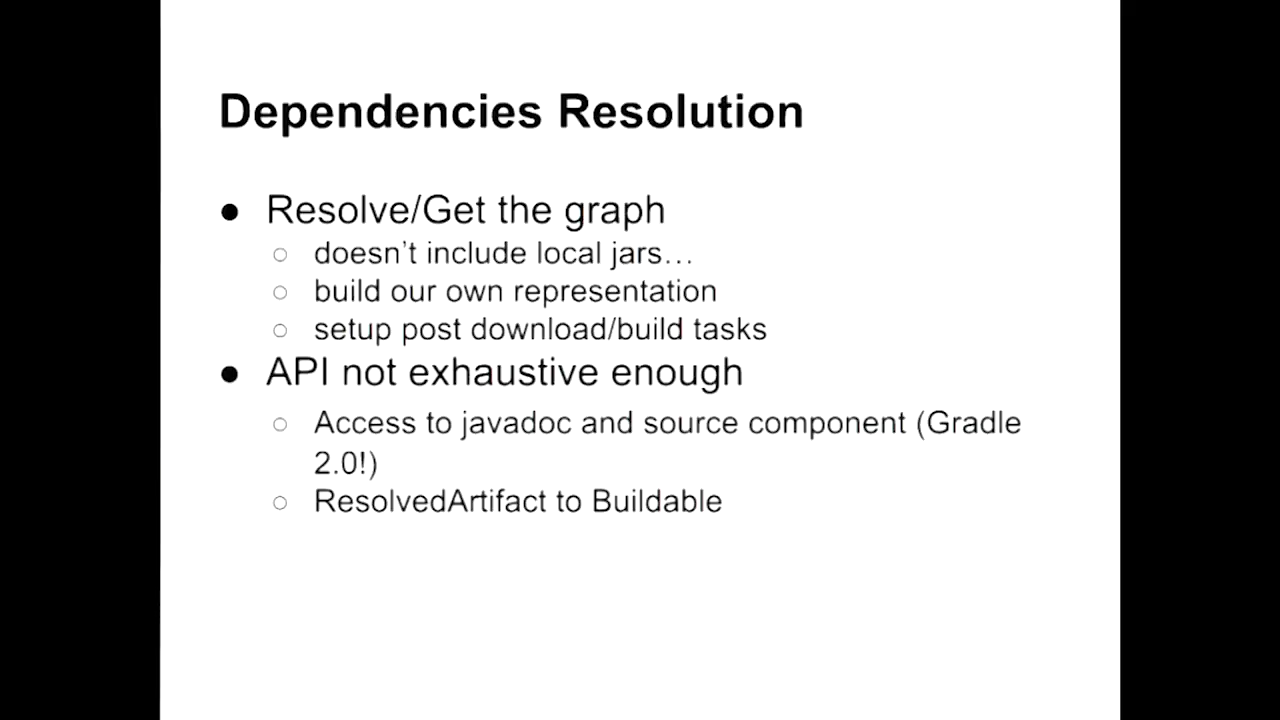 Dependencies Resolution
● Resolve/Get the graph
○ doesn't include local jars…
○ build our own representation
○ setup post download/build tasks
● API not exhaustive enough
○ Access to javadoc and source component (Gradle
2.0!)
○ ResolvedArtifact to Buildable